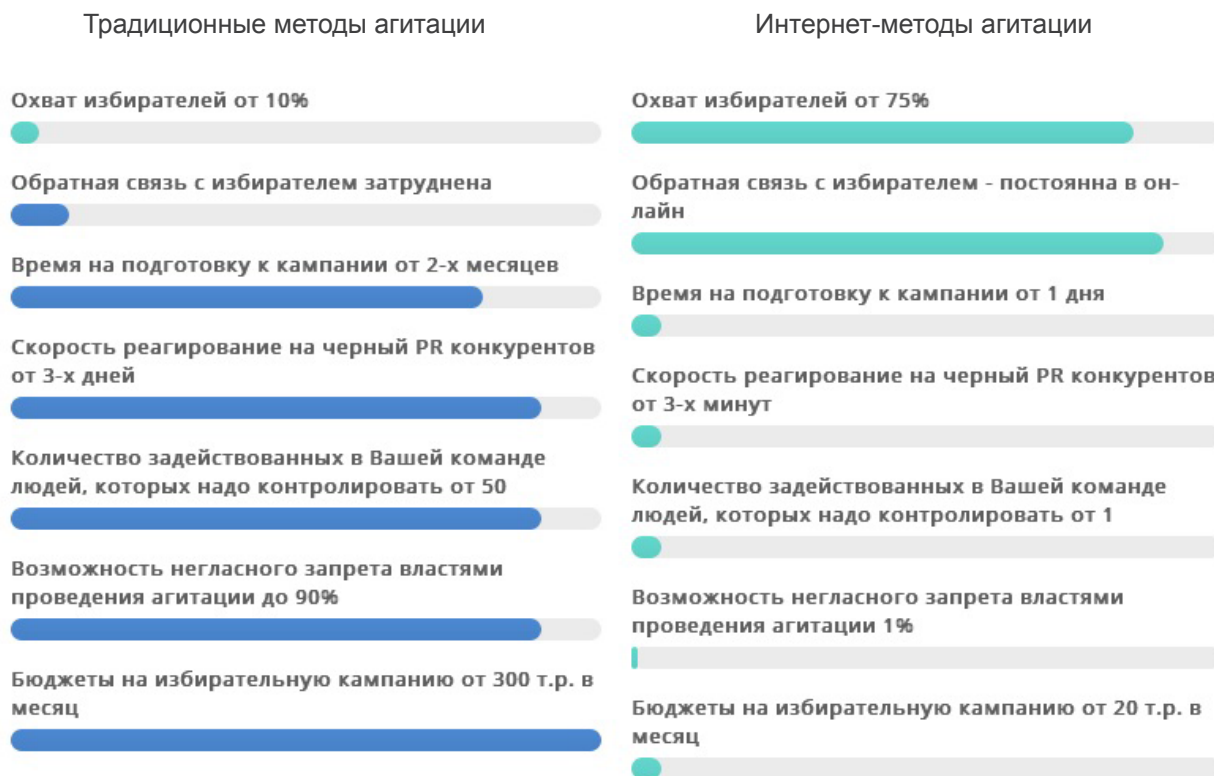 Традиционные методы агитации
Охват избирателей от 10%
Обратная связь с избирателем затруднена
Время на подготовку к кампании от 2-х месяцев
Скорость реагирование на черный PR конкурентов
от 3-х дней
Количество задействованных в Вашей команде
людей, которых надо контролировать от 50
Возможность негласного запрета властями
проведения агитации до 90%
Бюджеты на избирательную кампанию от 300 т.р. в
месяц
Интернет-методы агитации
Охват избирателей от 75%
Обратная связь с избирателем - постоянна в он-
лайн
Время на подготовку к кампании от 1 дня
Скорость реагирование на черный PR конкурентов
от 3-х минут
Количество задействованных в Вашей команде
людей, которых надо контролировать от 1
Возможность негласного запрета властями
проведения агитации 1%
Бюджеты на избирательную кампанию от 20 т.р. в
месяц